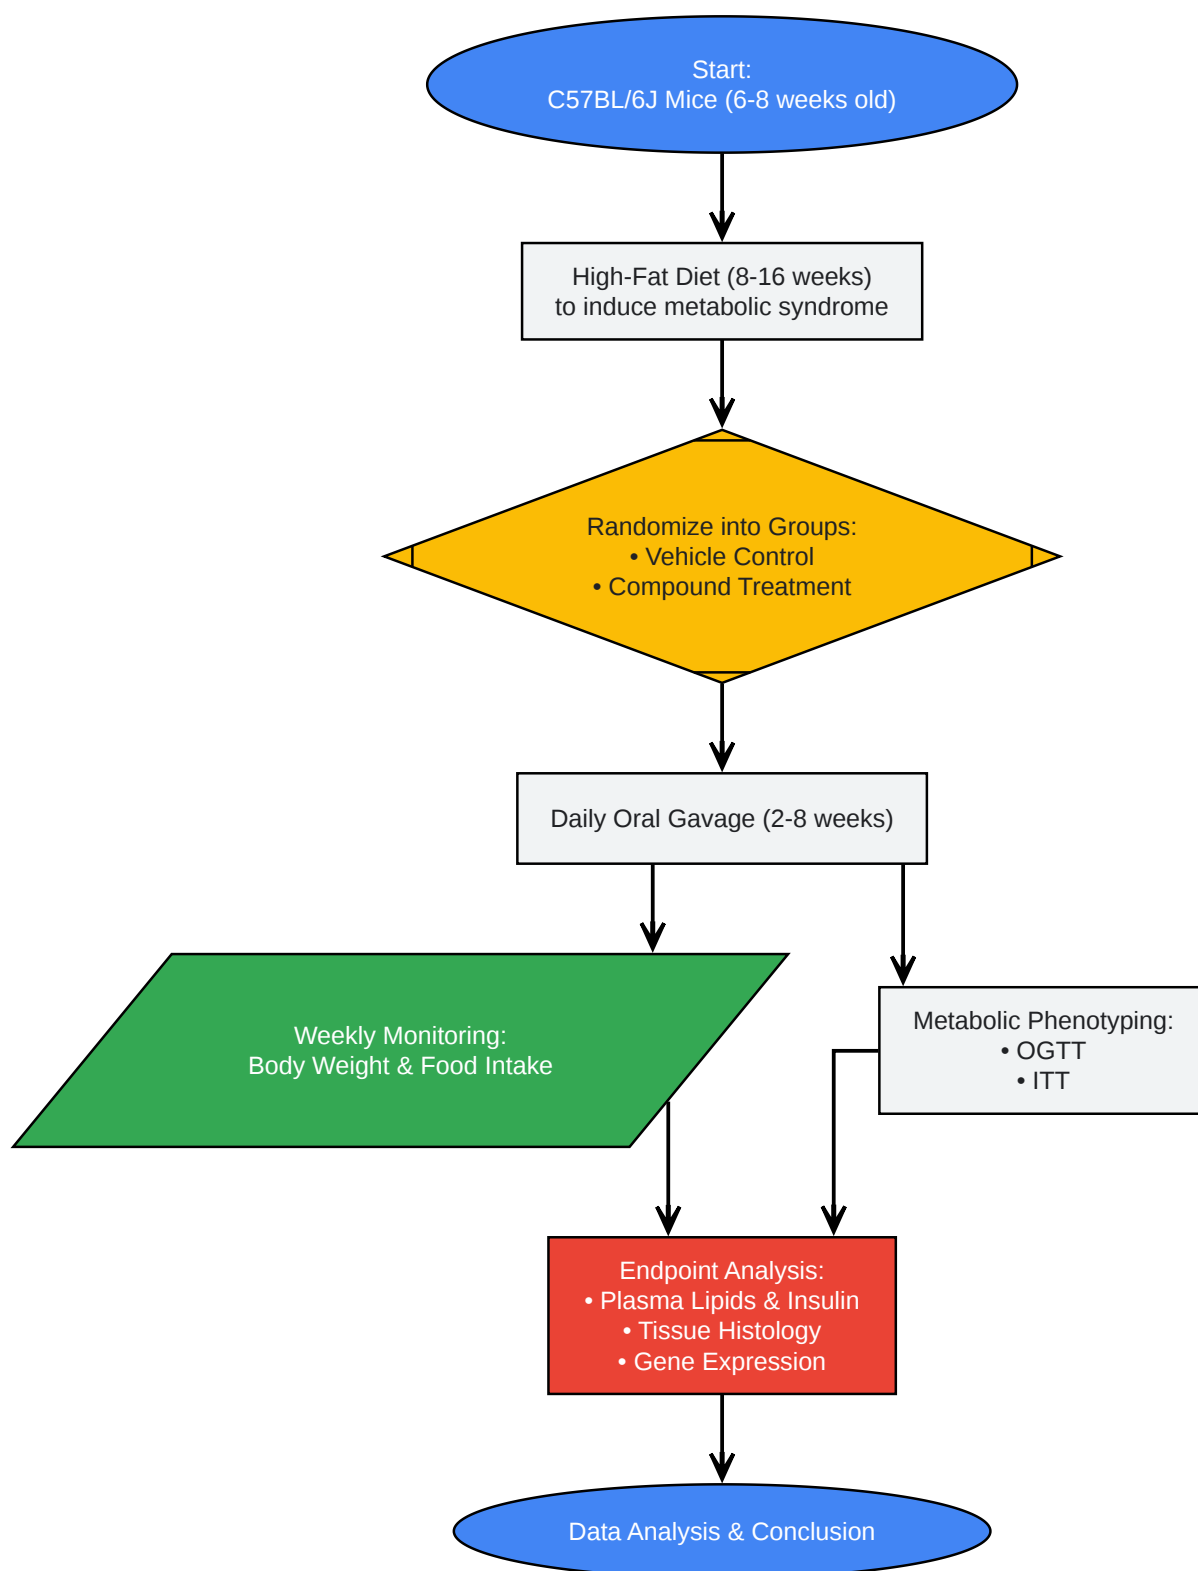 Start:
C57BL/6J Mice (6-8 weeks old)
High-Fat Diet (8-16 weeks)
to induce metabolic syndrome
Randomize into Groups:
• Vehicle Control
• Compound Treatment
Daily Oral Gavage (2-8 weeks)
Weekly Monitoring:
Body Weight & Food Intake
Metabolic Phenotyping:
• OGTT
• ITT
Endpoint Analysis:
• Plasma Lipids & Insulin
• Tissue Histology
• Gene Expression
Data Analysis & Conclusion